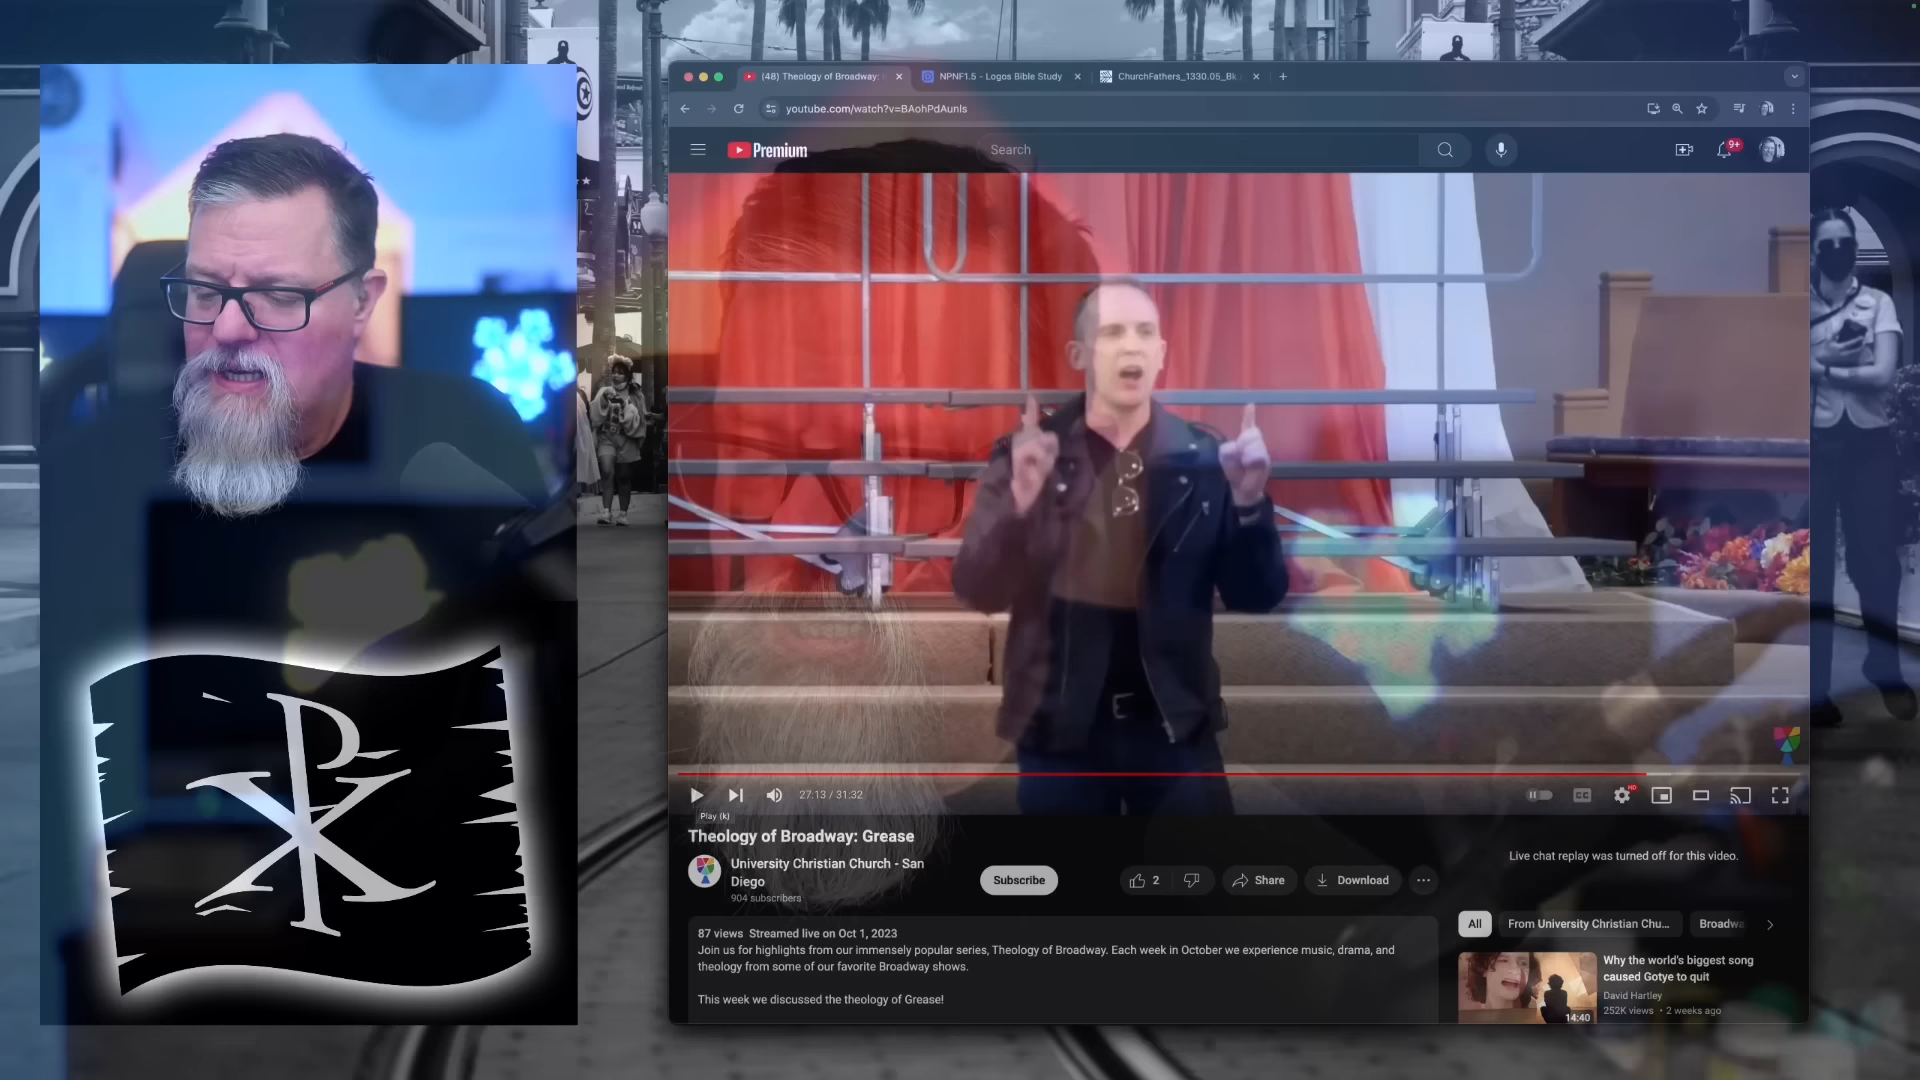 (48) Theology of Broadway:
NPNF1.5 - Logos Bible Study
ChurchFathers_1330.05_Bk
youtube.com/watch?v=BAohPdAunls
Premium
Search
9+
27:13 / 31:32
CC
HD
Play (k)
Theology of Broadway: Grease
University Christian Church - San
Diego
904 subscribers
Subscribe
2
Share
Download
Live chat replay was turned off for this video.
87 views Streamed live on Oct 1, 2023
Join us for highlights from our immensely popular series, Theology of Broadway. Each week in October we experience music, drama, and
theology from some of our favorite Broadway shows.
This week we discussed the theology of Grease!
All
From University Christian Chu...
Broadwa
Why the world's biggest song
caused Gotye to quit
David Hartley
252K views • 2 weeks ago
14:40